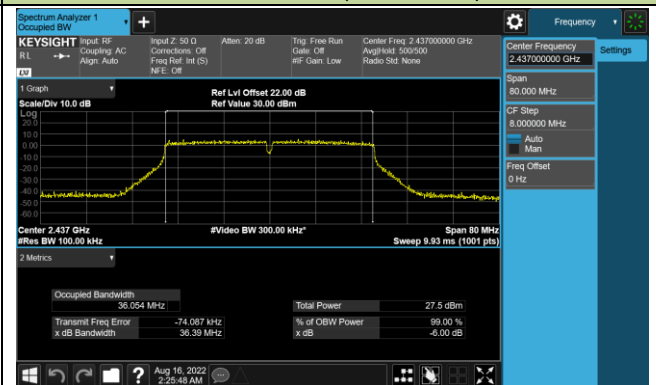 Spectrum Analyzer 1
Occupied BW
Frequency
KEYSIGHT
RL
LXI
Input: RF
Coupling: AC
Align: Auto
Input Z: 50 Ω
Corrections: Off
Freq Ref: Int (S)
NFE: Off
Atten: 20 dB
Trig: Free Run
Gate: Off
#IF Gain: Low
Center Freq: 2.437000000 GHz
Avg|Hold: 500/500
Radio Std: None
Center Frequency
2.437000000 GHz
Settings
Span
80.000 MHz
CF Step
8.000000 MHz
Auto
Man
Freq Offset
0 Hz
1 Graph
Scale/Div 10.0 dB
Ref Lvl Offset 22.00 dB
Ref Value 30.00 dBm
Log
20.0
10.0
0.00
-10.0
-20.0
-30.0
-40.0
-50.0
-60.0
Center 2.437 GHz
#Video BW 300.00 kHz*
Span 80 MHz
#Res BW 100.00 kHz
Sweep 9.93 ms (1001 pts)
2 Metrics
Occupied Bandwidth
36.054 MHz
Total Power 27.5 dBm
Transmit Freq Error -74.087 kHz
% of OBW Power 99.00 %
x dB Bandwidth 36.39 MHz
x dB -6.00 dB
?
Aug 16, 2022
2:25:48 AM